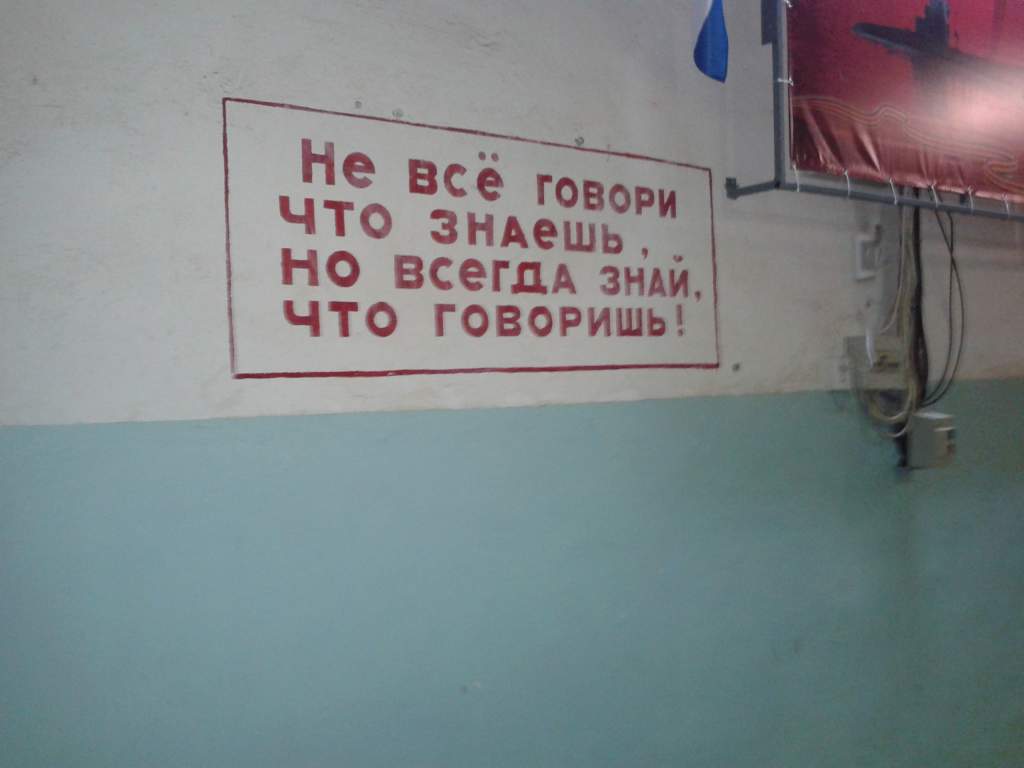 Не всё говори
что знаешь,
но всегда знай,
что говоришь!